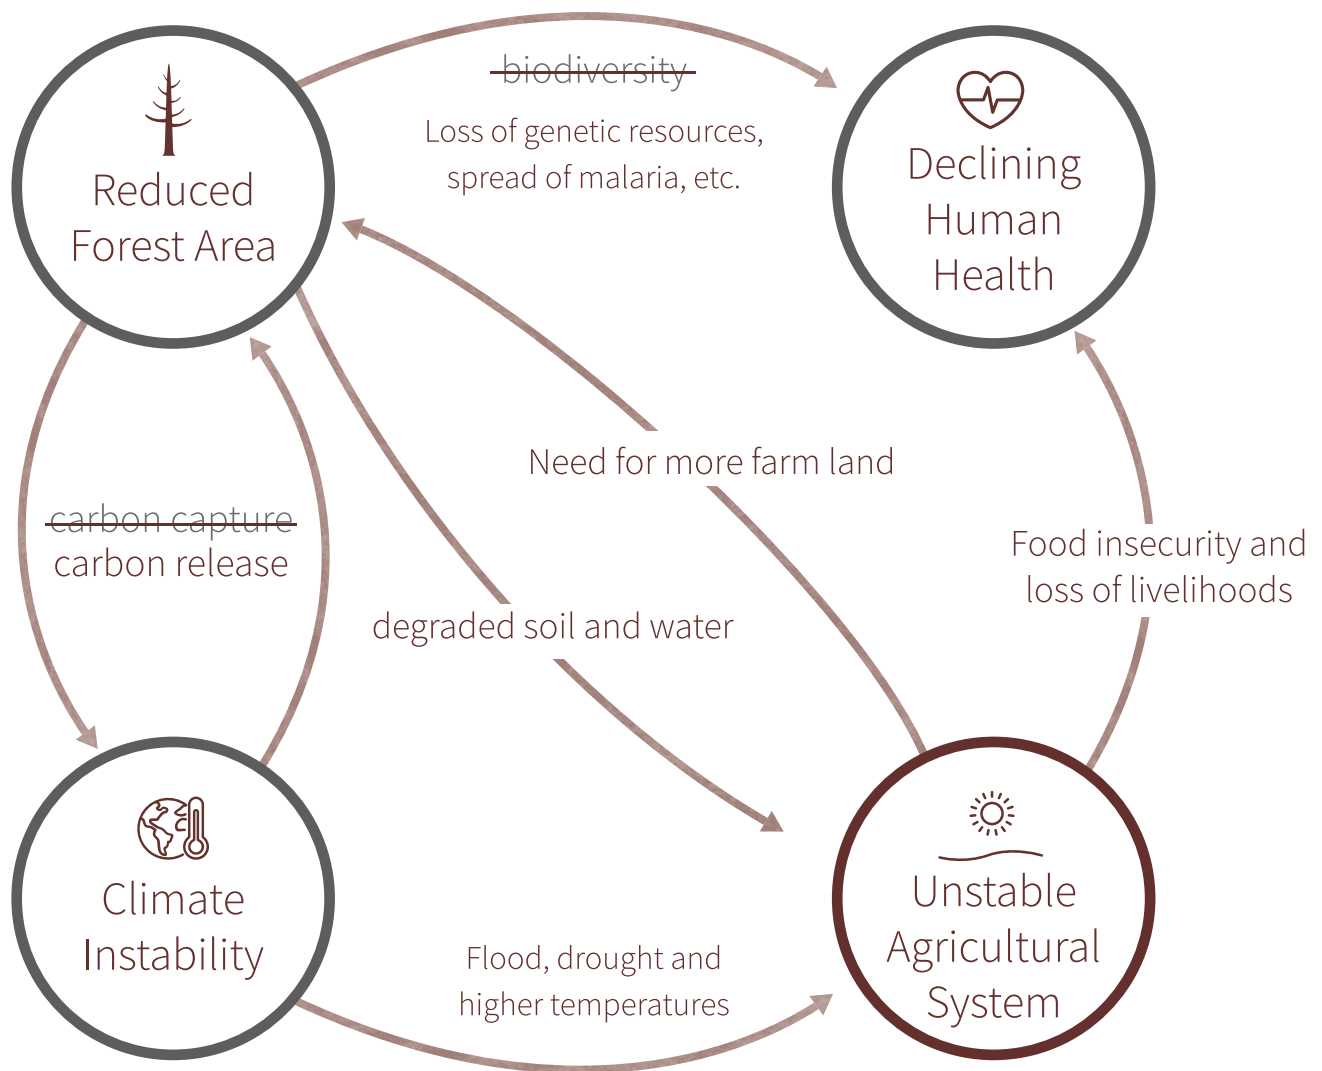 biodiversity
Loss of genetic resources,
spread of malaria, etc.
Reduced
Forest Area
Declining
Human
Health
Need for more farm land
carbon capture
carbon release
Food insecurity and
loss of livelihoods
degraded soil and water
Climate
Instability
Flood, drought and
higher temperatures
Unstable
Agricultural
System